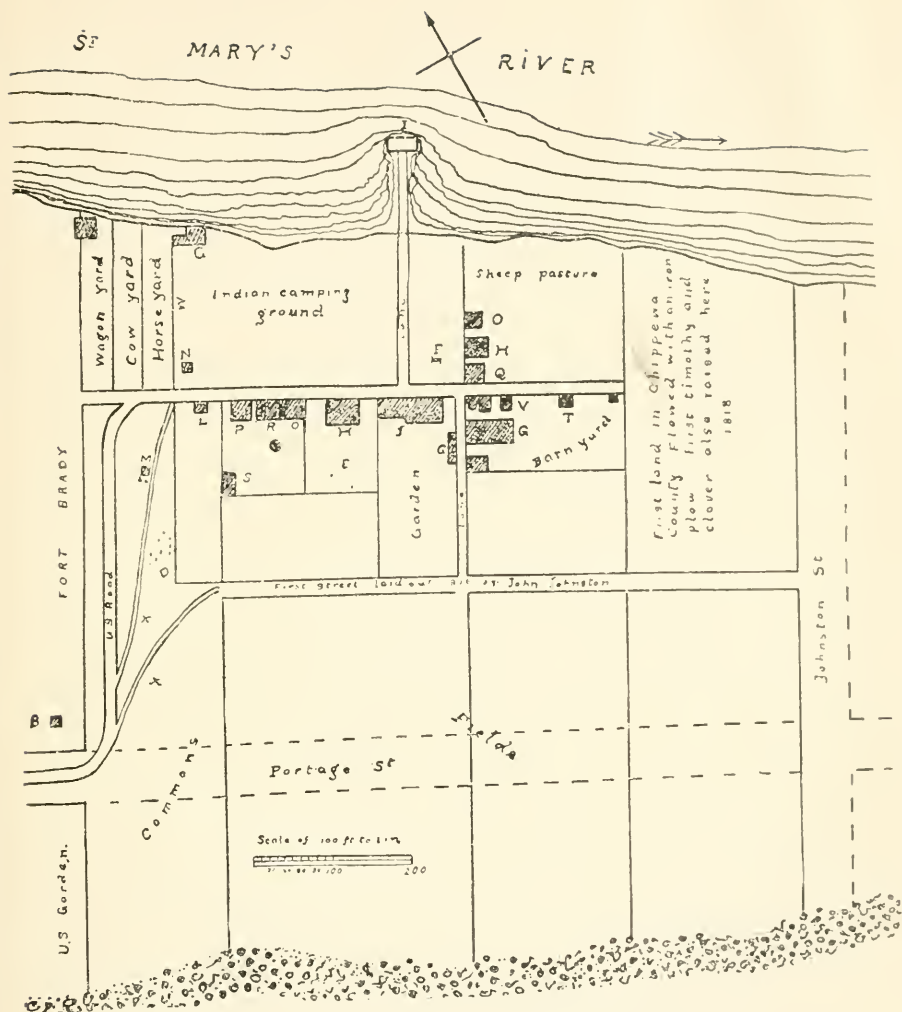 ST MARY'S RIVER
I
Wagon yard
Cow yard
Horse yard
W
Z
Indian camping
ground
Lane
Sheep pasture
O
H
Q
First land in Chippewa
County Plowed with an iron
plow First timothy and
clover also raised here
1818
P
R
O
H
J
V
T
G
Barn yard
S
E
Garden
G
Lane
FORT BRADY
U.S Road
D
X
X
First street laid out by John Johnston
Johnston St
B
Commons
Fields
Portage St
Scale of 100 ft to 1 in.
100 200
U.S Garden,n.